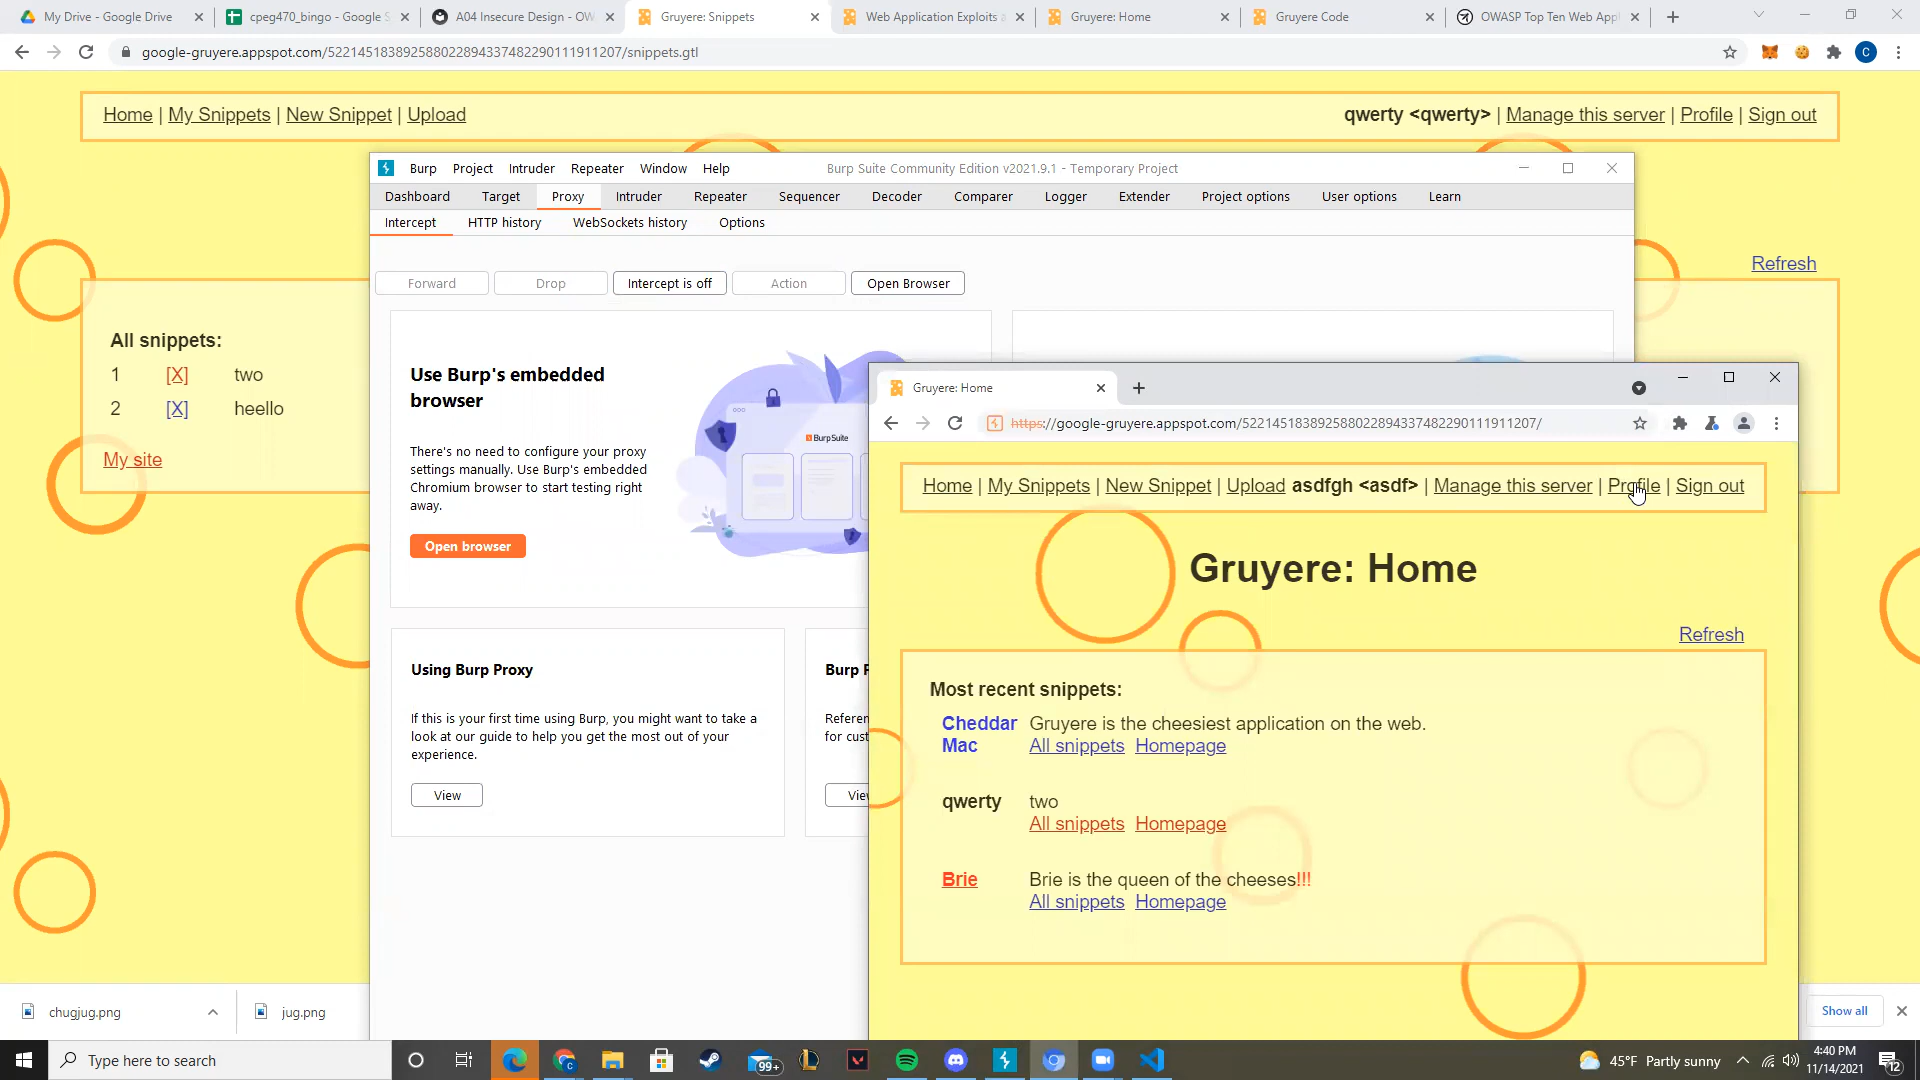 My Drive - Google Drive
cpeg470_bingo - Google S
A04 Insecure Design - OW
Gruyere: Snippets
Web Application Exploits a
Gruyere: Home
Gruyere Code
OWASP Top Ten Web Appl
google-gruyere.appspot.com/522145183892588022894337482290111911207/snippets.gtl
C
Home | My Snippets | New Snippet | Upload
qwerty <qwerty> | Manage this server | Profile | Sign out
Burp Project Intruder Repeater Window Help
Burp Suite Community Edition v2021.9.1 - Temporary Project
Dashboard Target Proxy Intruder Repeater Sequencer Decoder Comparer Logger Extender Project options User options Learn
Intercept HTTP history WebSockets history Options
Refresh
Forward Drop Intercept is off Action Open Browser
All snippets:
1 [X] two
2 [X] heello
My site
Use Burp's embedded
browser
There's no need to configure your proxy
settings manually. Use Burp's embedded
Chromium browser to start testing right
away.
Open browser
BurpSuite
Using Burp Proxy
If this is your first time using Burp, you might want to take a
look at our guide to help you get the most out of your
experience.
View
Burp P
Referen
for cust
Vie
Gruyere: Home
https://google-gruyere.appspot.com/522145183892588022894337482290111911207/
Home | My Snippets | New Snippet | Upload asdfgh <asdf> | Manage this server | Profile | Sign out
Gruyere: Home
Refresh
Most recent snippets:
Cheddar Gruyere is the cheesiest application on the web.
Mac All snippets Homepage
qwerty two
All snippets Homepage
Brie Brie is the queen of the cheeses!!!
All snippets Homepage
chugjug.png
jug.png
Show all
Type here to search
99+
45°F Partly sunny
4:40 PM
11/14/2021
12